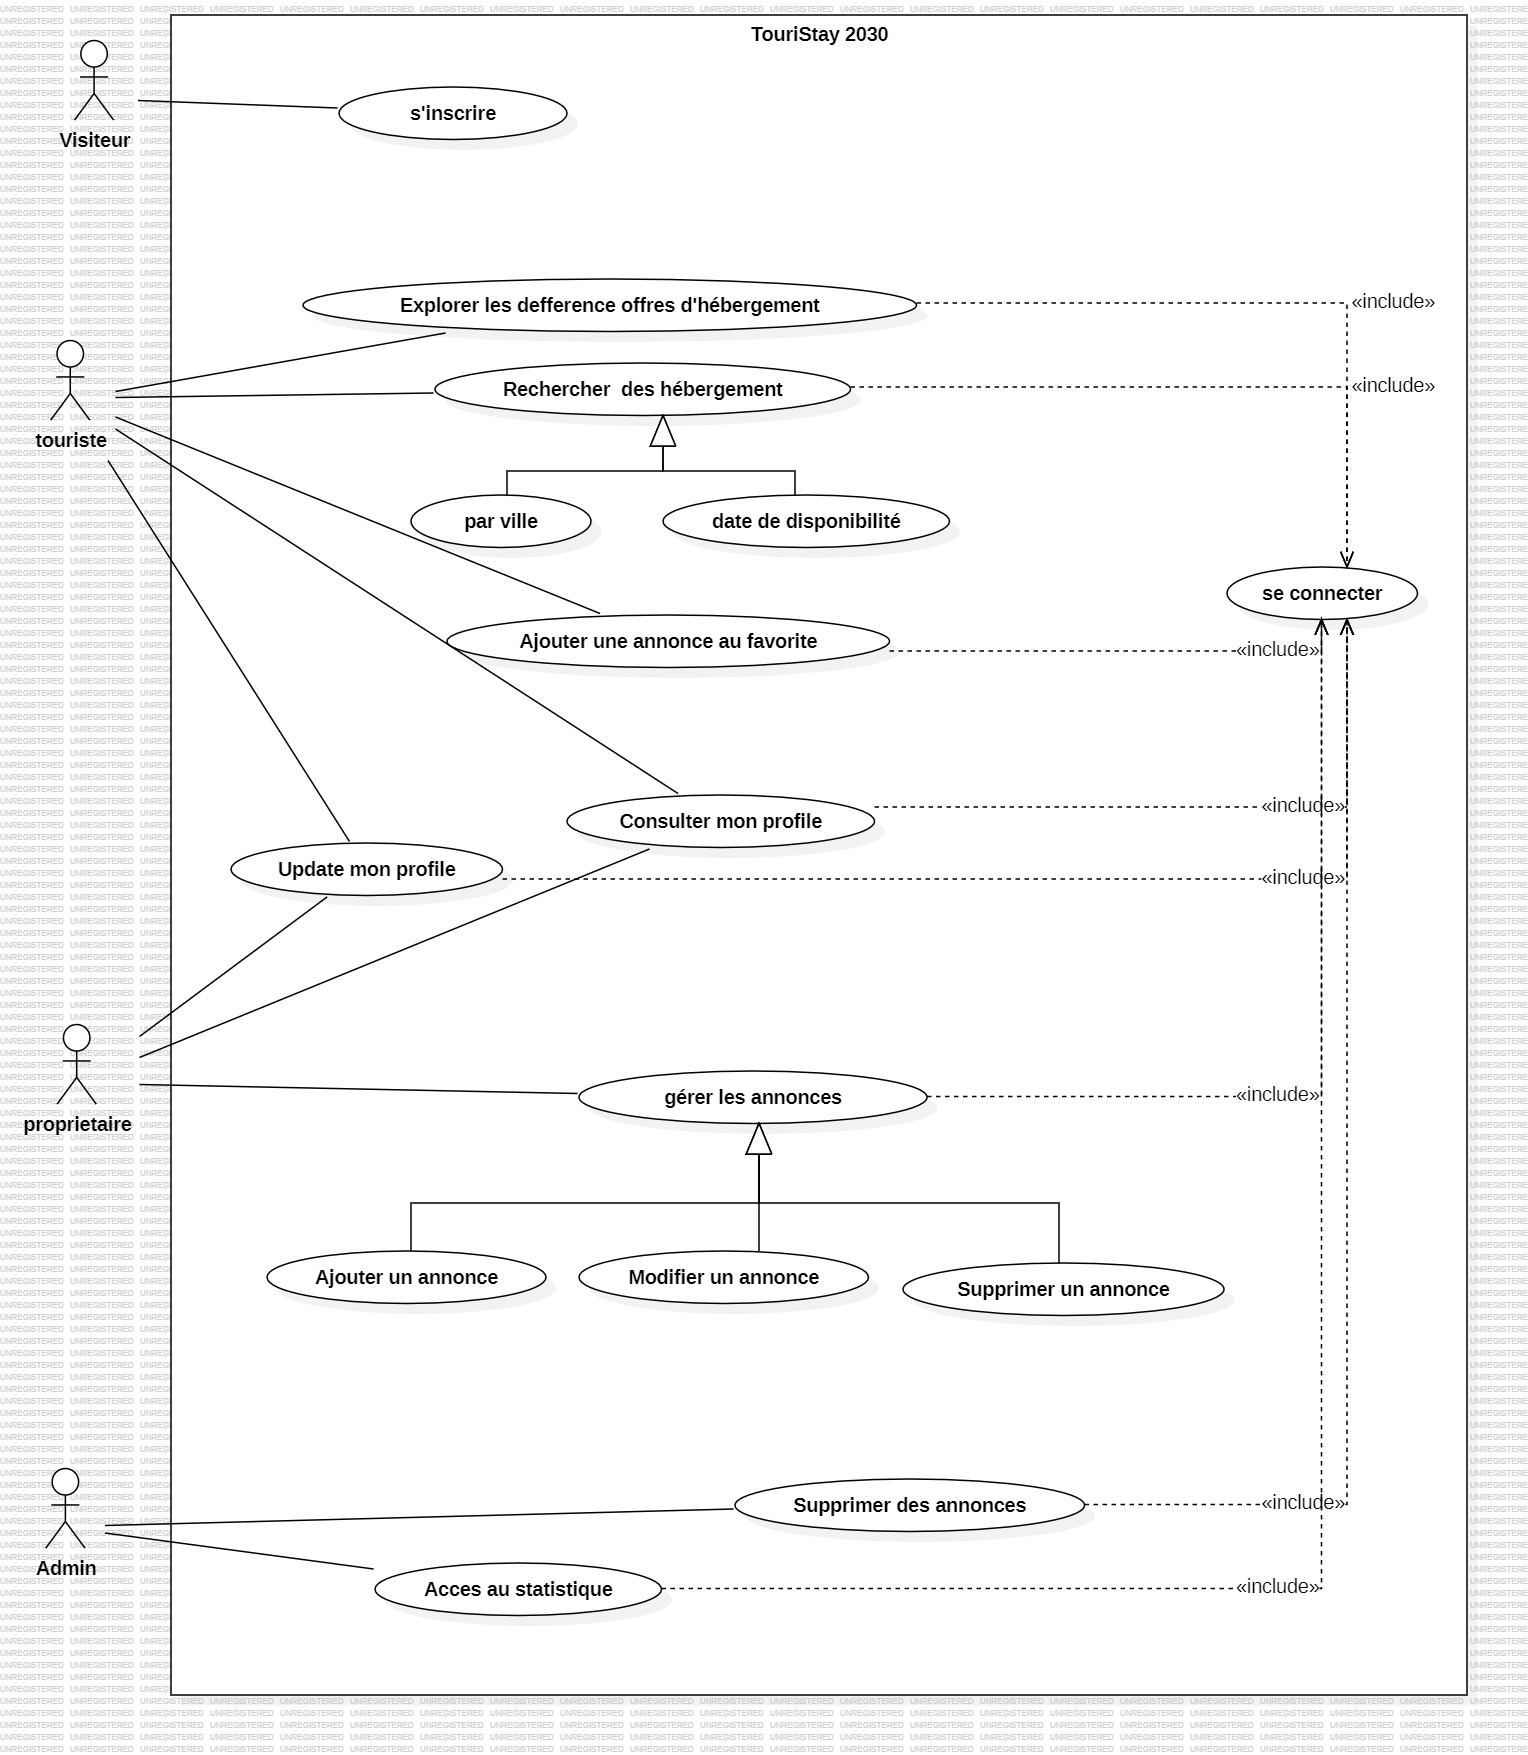 TouriStay 2030
Visiteur
s'inscrire
Explorer les defference offres d'hébergement
«include»
Rechercher  des hébergement
«include»
touriste
par ville
date de disponibilité
se connecter
Ajouter une annonce au favorite
«include»
Consulter mon profile
«include»
Update mon profile
«include»
proprietaire
gérer les annonces
«include»
Ajouter un annonce
Modifier un annonce
Supprimer un annonce
Admin
Supprimer des annonces
«include»
Acces au statistique
«include»
UNREGISTERED